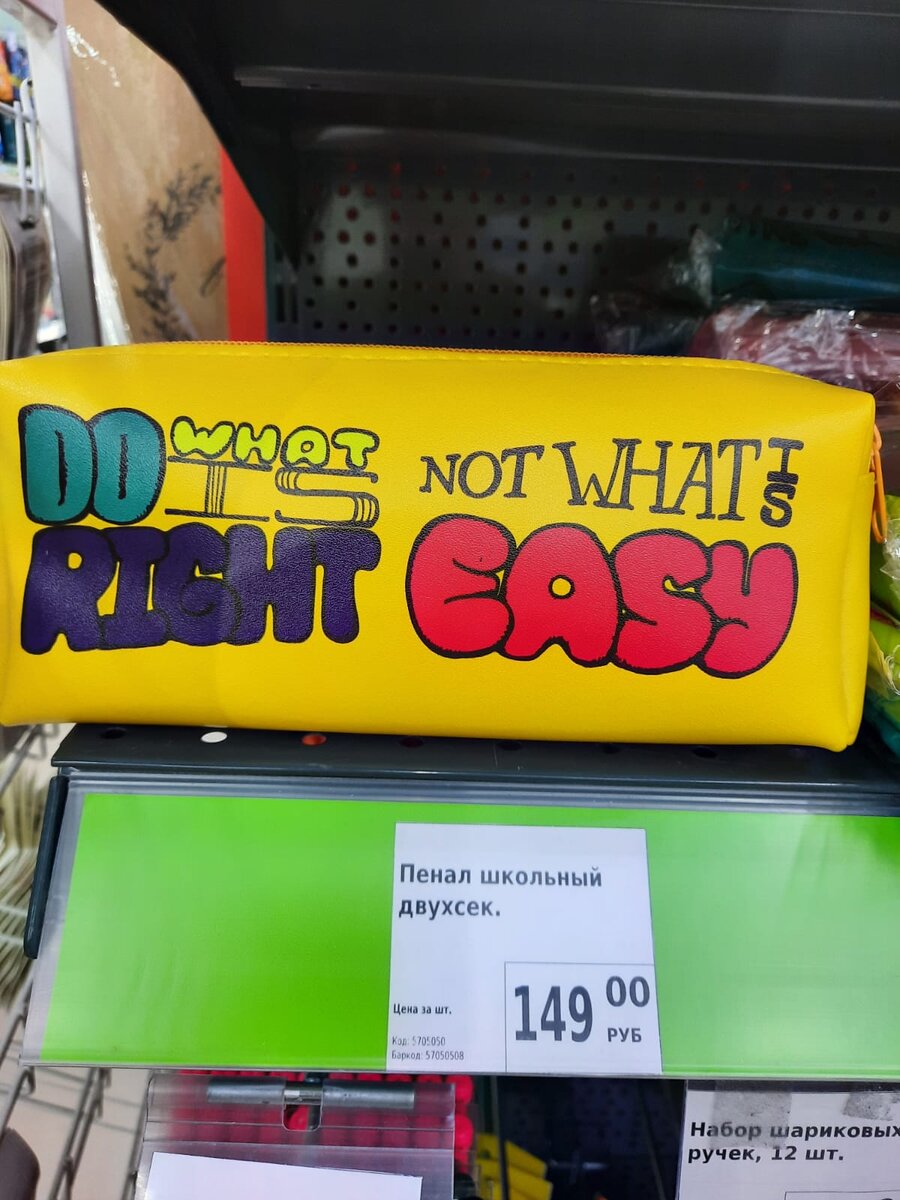 DO WHAT
IS
RIGHT
NOT WHAT IS
EASY
Пенал школьный
двухсек.
Цена за шт.
149 00
РУБ
Код: 5705050
Баркод: 57050508
Набор шариковых
ручек, 12 шт.